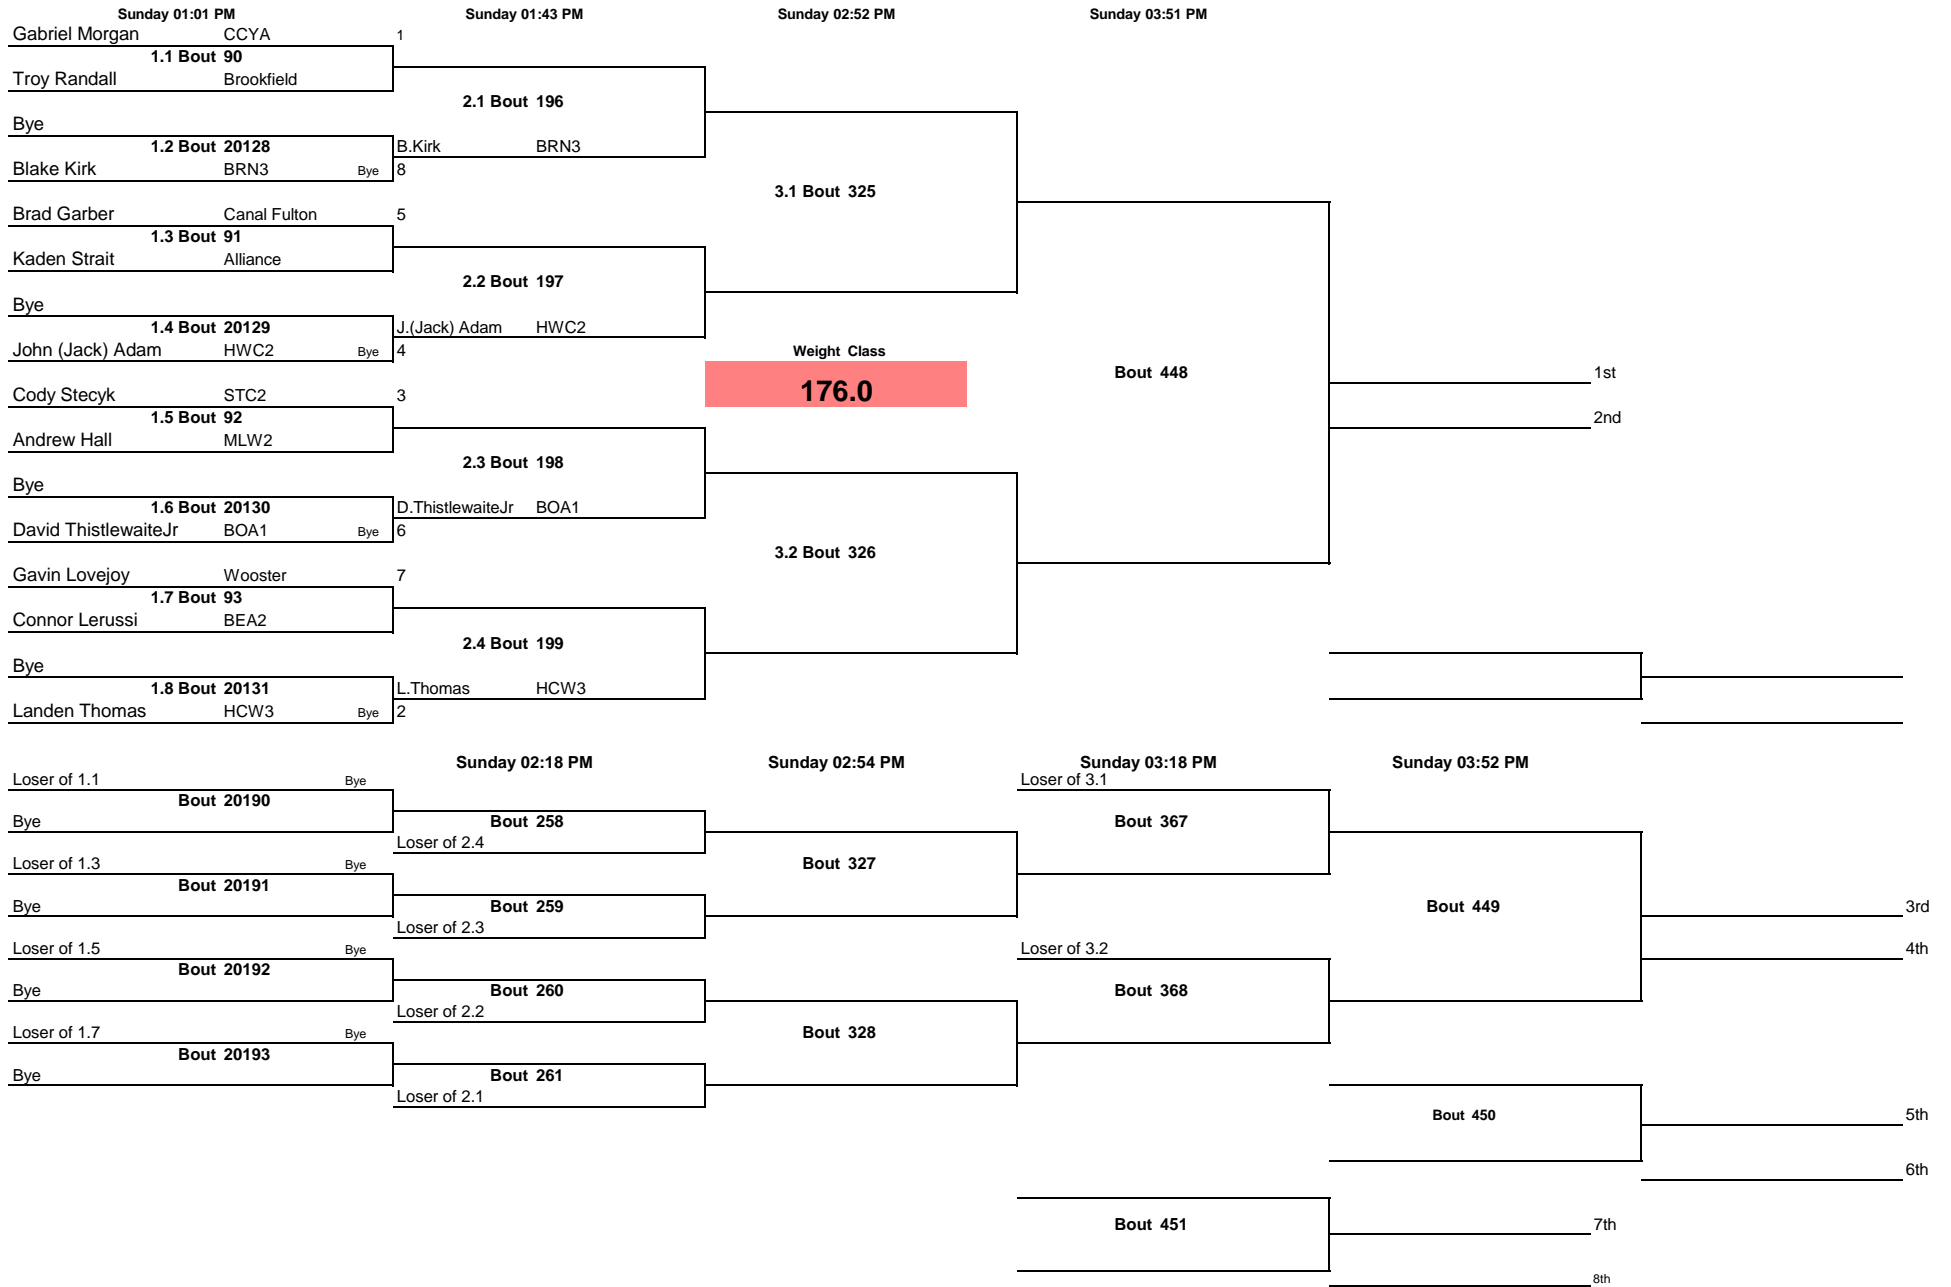 Sunday 01:01 PM Sunday 01:43 PM Sunday 02:52 PM Sunday 03:51 PM
Gabriel Morgan CCYA 1
1.1 Bout 90
Troy Randall Brookfield
2.1 Bout 196
Bye
1.2 Bout 20128 B.Kirk BRN3
Blake Kirk BRN3 Bye 8
3.1 Bout 325
Brad Garber Canal Fulton 5
1.3 Bout 91
Kaden Strait Alliance
2.2 Bout 197
Bye
1.4 Bout 20129 J.(Jack) Adam HWC2
John (Jack) Adam HWC2 Bye 4
Weight Class
Bout 448 1st
176.0
Cody Stecyk STC2 3
1.5 Bout 92 2nd
Andrew Hall MLW2
2.3 Bout 198
Bye
1.6 Bout 20130 D.ThistlewaiteJr BOA1
David ThistlewaiteJr BOA1 Bye 6
3.2 Bout 326
Gavin Lovejoy Wooster 7
1.7 Bout 93
Connor Lerussi BEA2
2.4 Bout 199
Bye
1.8 Bout 20131 L.Thomas HCW3
Landen Thomas HCW3 Bye 2
Sunday 02:18 PM Sunday 02:54 PM Sunday 03:18 PM Sunday 03:52 PM
Loser of 1.1 Bye Loser of 3.1
Bout 20190
Bye Bout 258 Bout 367
Loser of 2.4
Loser of 1.3 Bye Bout 327
Bout 20191
Bye Bout 259 Bout 449 3rd
Loser of 2.3
Loser of 1.5 Bye Loser of 3.2 4th
Bout 20192
Bye Bout 260 Bout 368
Loser of 2.2
Loser of 1.7 Bye Bout 328
Bout 20193
Bye Bout 261
Loser of 2.1
Bout 450 5th
6th
Bout 451 7th
8th